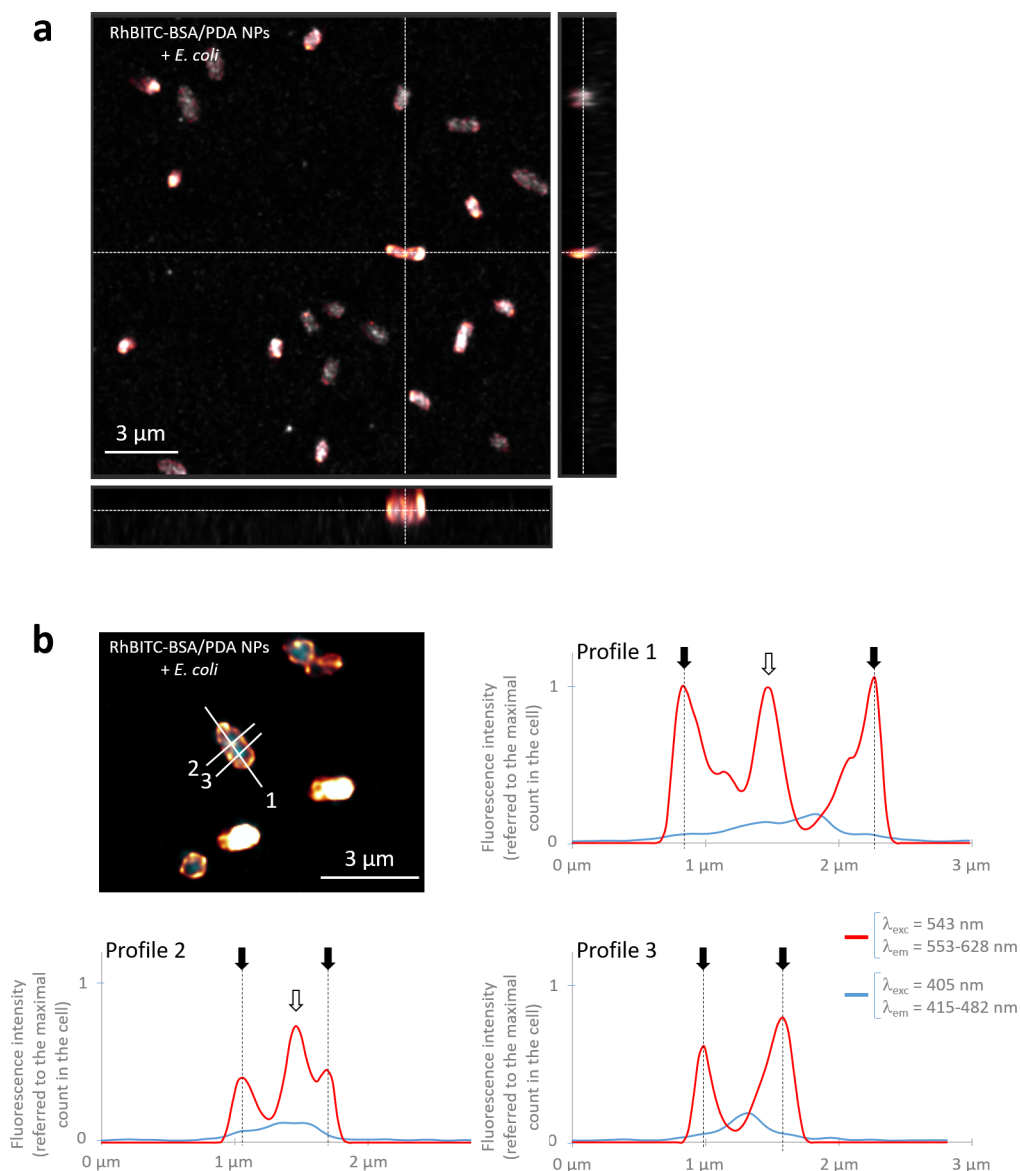 a
RhBITC-BSA/PDA NPs
+ E. coli
3 µm
b
RhBITC-BSA/PDA NPs
+ E. coli
2
3
1
3 µm
Profile 1
Fluorescence intensity
(referred to the maximal
count in the cell)
1
0
0 µm
1 µm
2 µm
3 µm
Profile 2
Fluorescence intensity
(referred to the maximal
count in the cell)
1
0
0 µm
1 µm
2 µm
Profile 3
Fluorescence intensity
(referred to the maximal
count in the cell)
1
0
0 µm
1 µm
2 µm
λexc = 543 nm
λem = 553-628 nm
λexc = 405 nm
λem = 415-482 nm